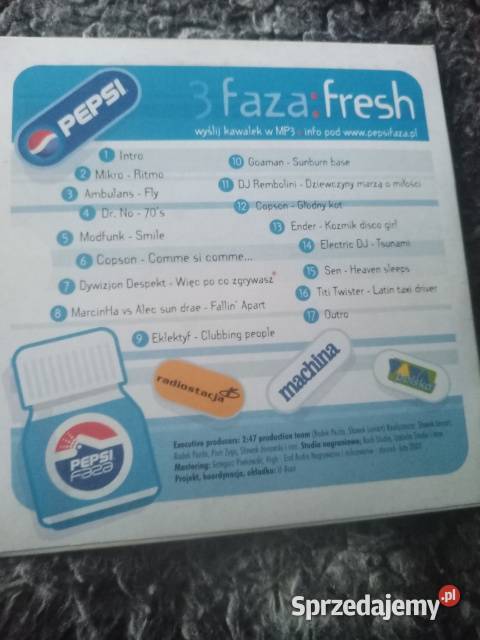 PEPSI
3 faza:fresh
wyślij kawałek w MP3 - info pod www.pepsifaza.pl
1 Intro
2 Mikro - Ritmo
3 Ambulans - Fly
4 Dr. No - 70's
5 Modfunk - Smile
6 Copson - Comme si comme...
7 Dywizjon Despekt - Więc po co zgrywasz*
8 MarcinHa vs Alec sun drae - Fallin' Apart
9 Eklektyf - Clubbing people
10 Goaman - Sunburn base
11 DJ Rembolini - Dziewczyny marzą o miłości
12 Copson - Głodny kot
13 Ender - Kozmik disco girl
14 Electric DJ - Tsunami
15 Sen - Heaven sleeps
16 Titi Twister - Latin taxi driver
17 Outro
radiostacja
machina
PEPSI
FAZA
Executive producers: 2:47 production team
Studio nagraniowe:
Mastering:
Projekt, koordynacja, okładka:
Sprzedajemy.pl